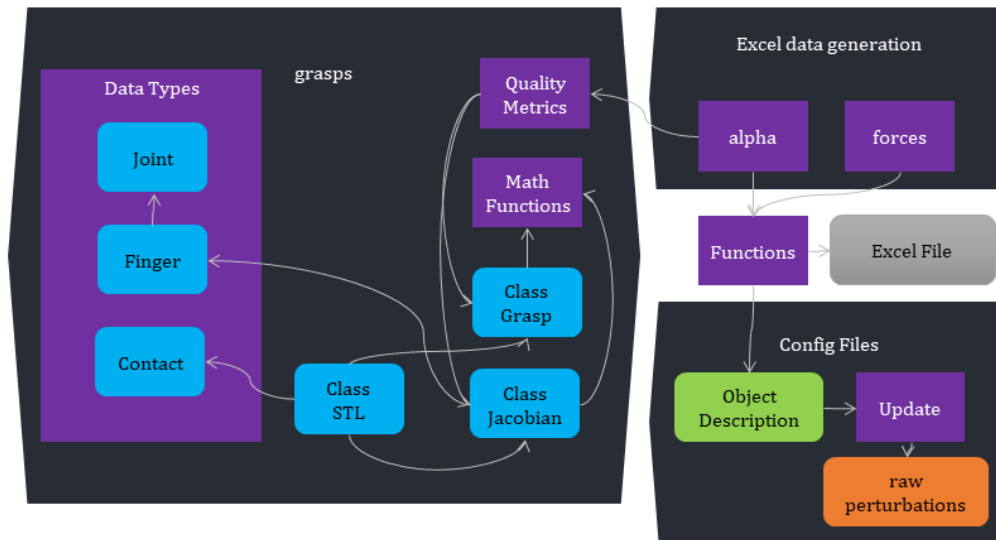 grasps
Data Types
Joint
Finger
Contact
Quality
Metrics
Math
Functions
Class
Grasp
Class
STL
Class
Jacobian
Excel data generation
alpha
forces
Functions
Excel File
Config Files
Object
Description
Update
raw
perturbations